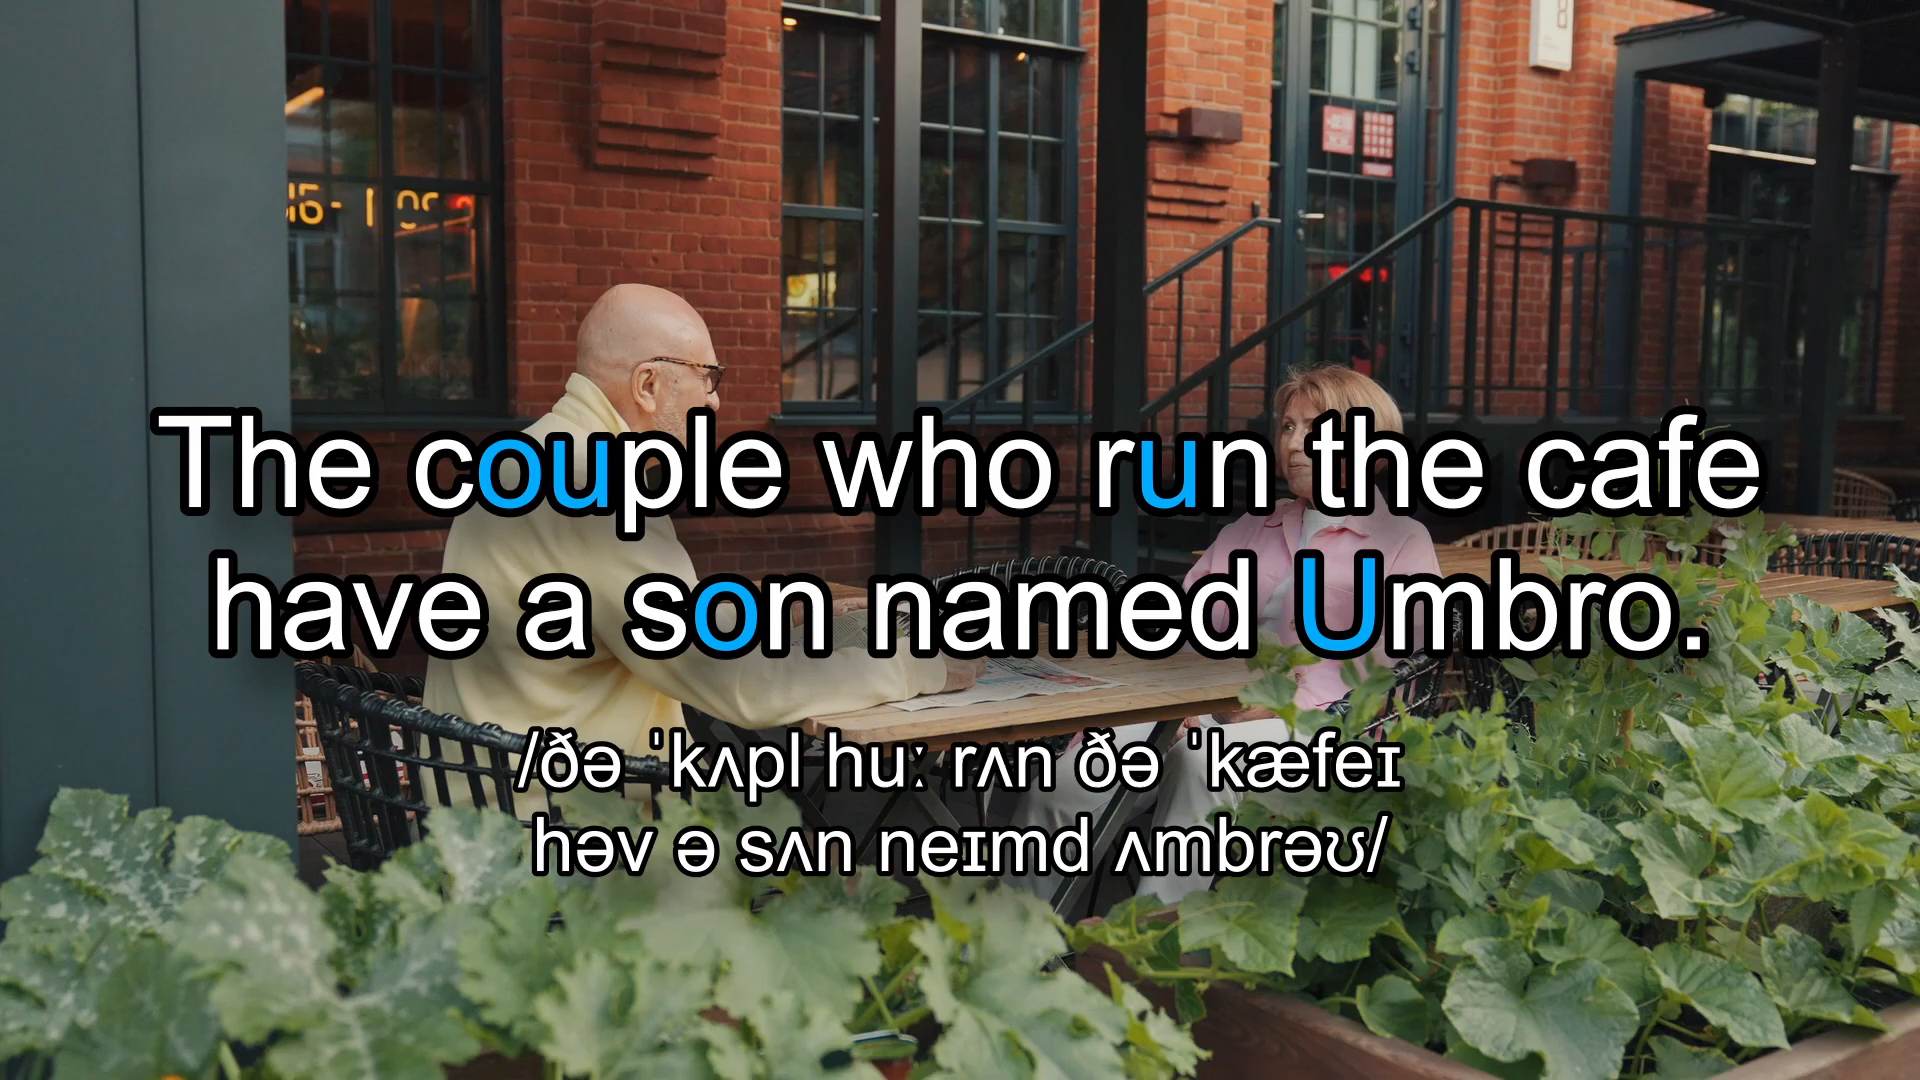 The couple who run the cafe
have a son named Umbro.
/ðə ˈkʌpl huː rʌn ðə ˈkæfeɪ
həv ə sʌn neɪmd ʌmbrəʊ/